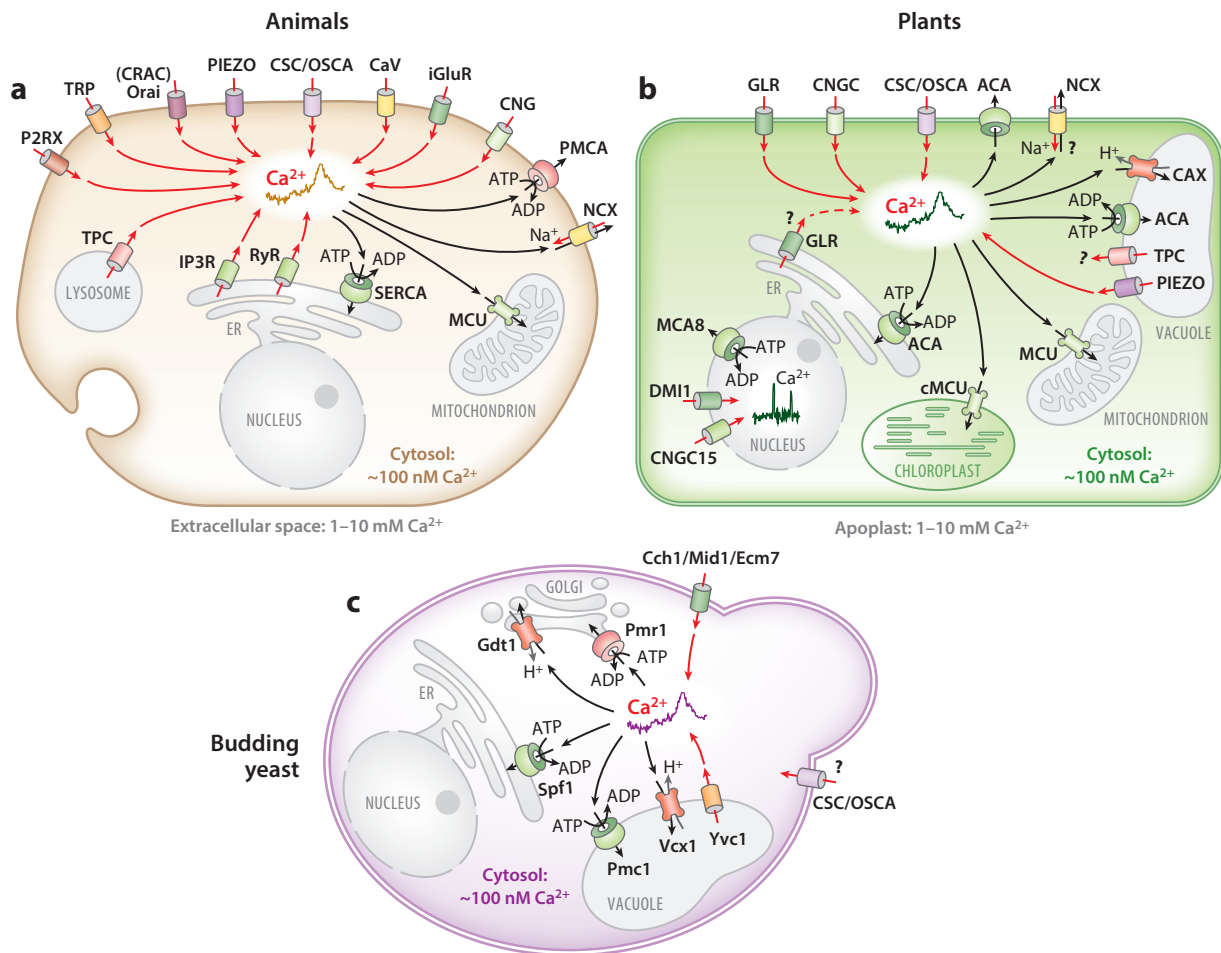 Animals
a
TRP
(CRAC)
Orai
PIEZO
CSC/OSCA
CaV
iGluR
CNG
P2RX
PMCA
Ca²⁺
ATP
ADP
NCX
Na⁺
TPC
LYSOSOME
IP3R
RyR
ATP
ADP
SERCA
ER
MCU
NUCLEUS
MITOCHONDRION
Cytosol:
~100 nM Ca²⁺
Extracellular space: 1–10 mM Ca²⁺
Plants
b
GLR
CNGC
CSC/OSCA
ACA
NCX
Na⁺
?
H⁺
CAX
Ca²⁺
ADP
ATP
ACA
?
GLR
?
TPC
PIEZO
ER
VACUOLE
ATP
ADP
ACA
MCA8
ATP
ADP
Ca²⁺
DMI1
CNGC15
NUCLEUS
MCU
cMCU
MITOCHONDRION
CHLOROPLAST
Cytosol:
~100 nM Ca²⁺
Apoplast: 1–10 mM Ca²⁺
Budding
yeast
c
Cch1/Mid1/Ecm7
GOLGI
Gdt1
H⁺
Pmr1
ATP
ADP
ER
Ca²⁺
ATP
ADP
Spf1
NUCLEUS
H⁺
ADP
ATP
?
CSC/OSCA
Vcx1
Yvc1
Pmc1
Cytosol:
~100 nM Ca²⁺
VACUOLE